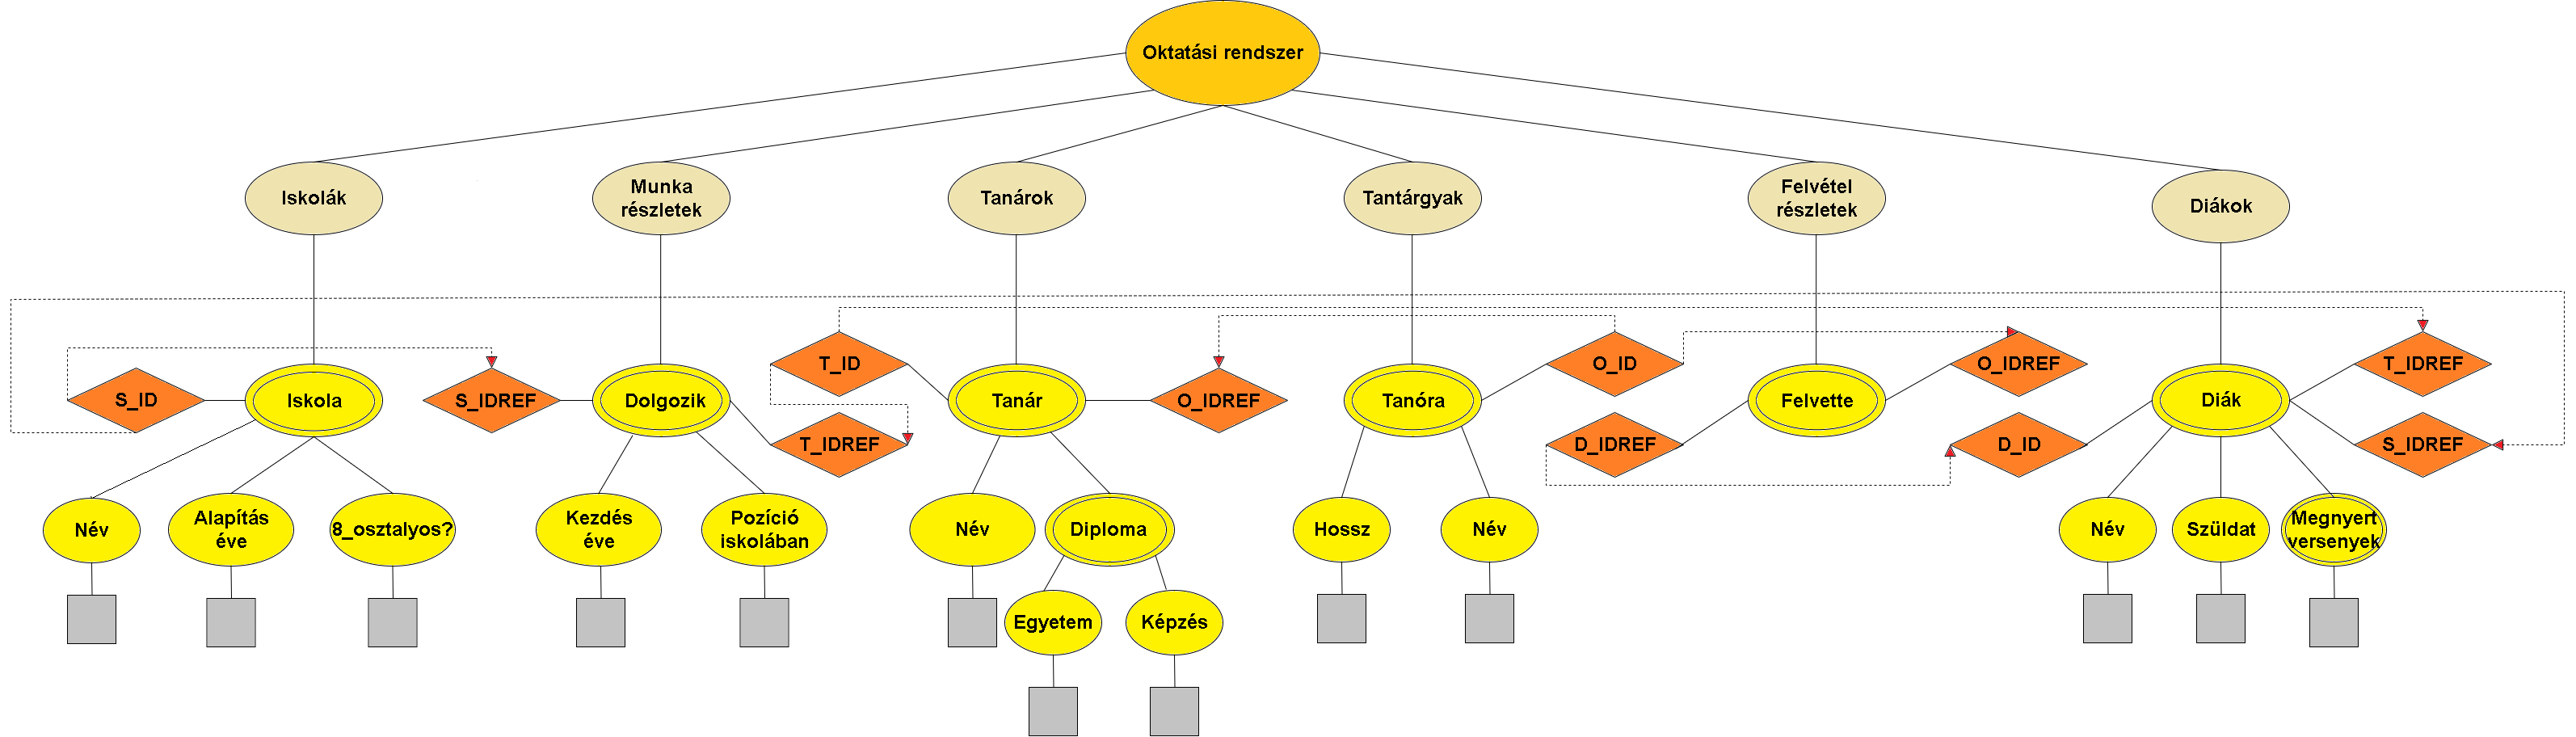 Oktatási rendszer
Iskolák
Munka
részletek
Tanárok
Tantárgyak
Felvétel
részletek
Diákok
S_ID
Iskola
S_IDREF
Dolgozik
T_ID
T_IDREF
Tanár
O_IDREF
Tanóra
O_ID
D_IDREF
Felvette
O_IDREF
D_ID
Diák
T_IDREF
S_IDREF
Név
Alapítás
éve
8_osztalyos?
Kezdés
éve
Pozíció
iskolában
Név
Diploma
Hossz
Név
Név
Szüldat
Megnyert
versenyek
Egyetem
Képzés